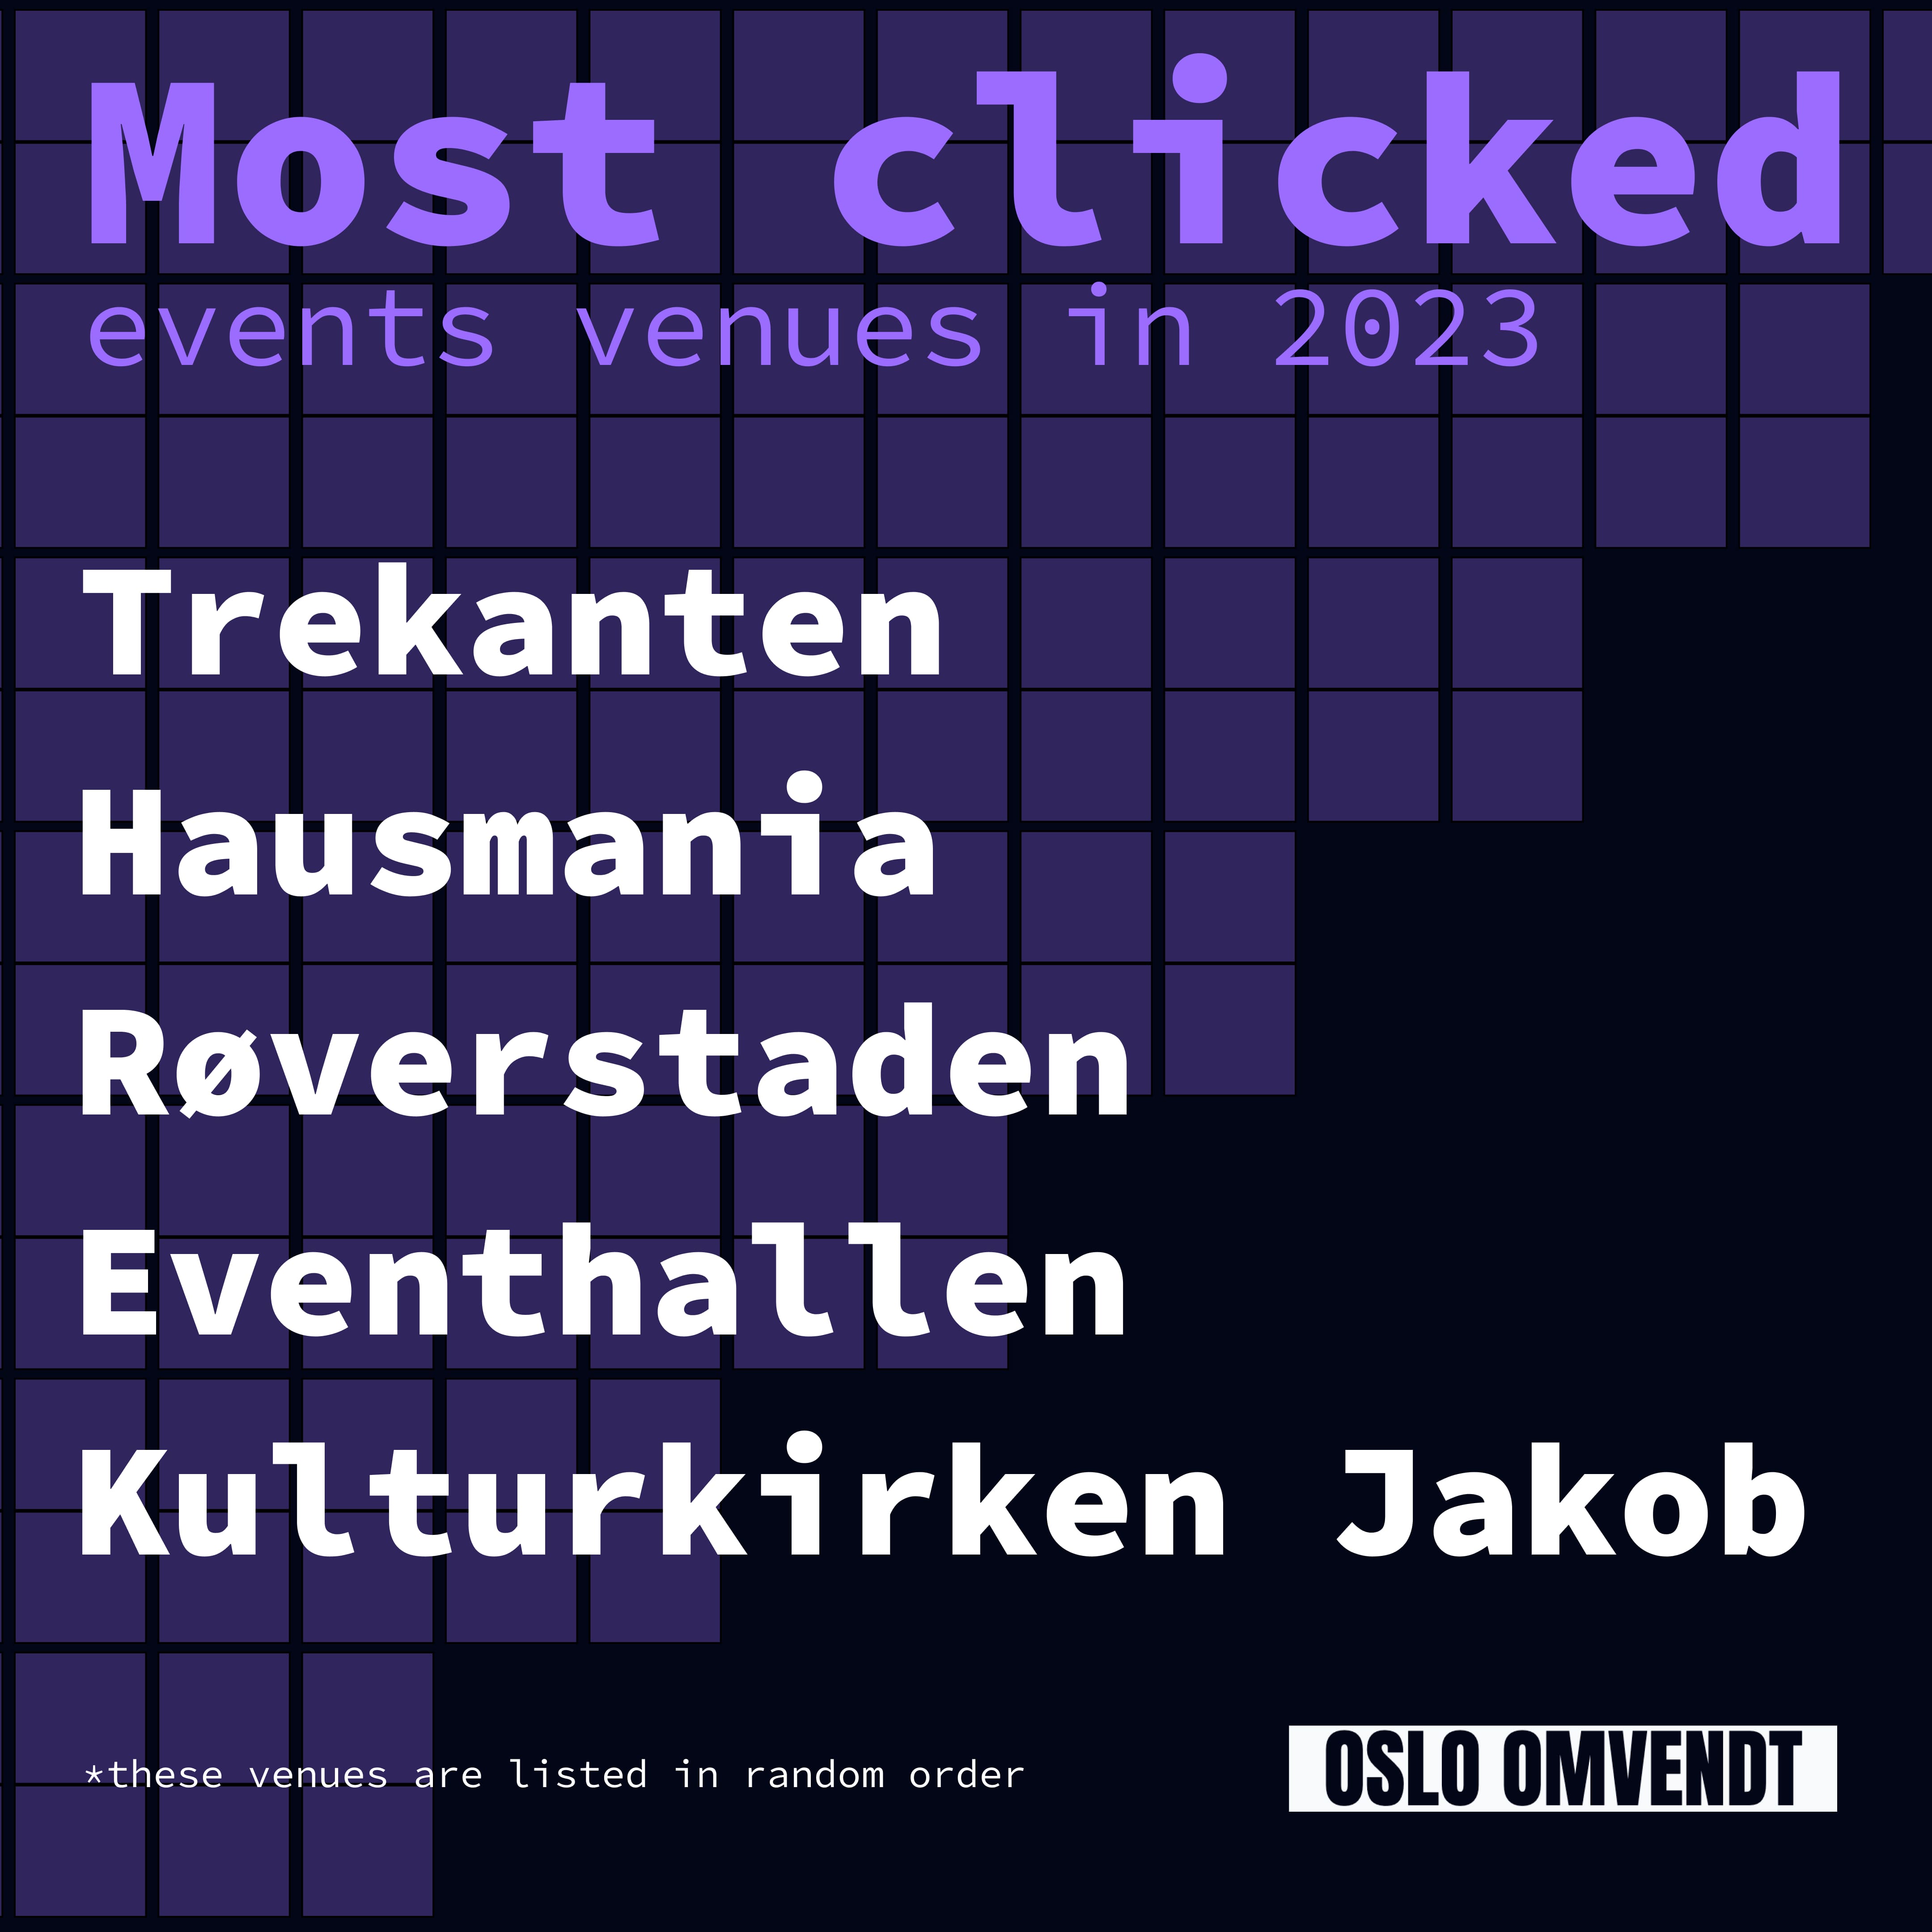 Most clicked
events venues in 2023
Trekanten
Hausmania
Røverstaden
Eventhallen
Kulturkirken Jakob
*these venues are listed in random order
OSLO OMVENDT